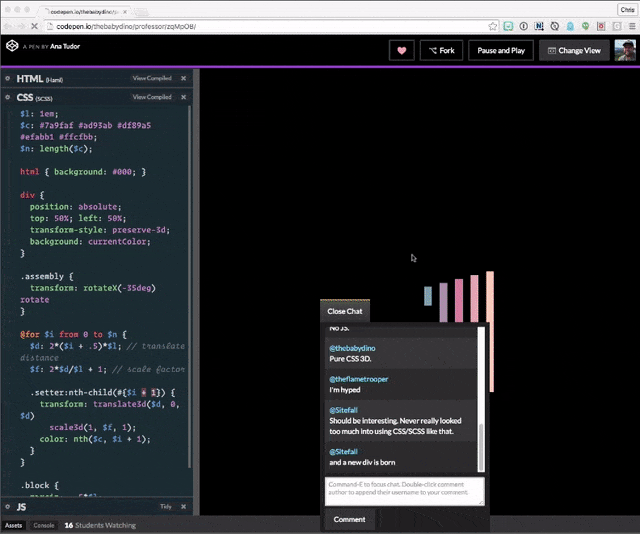 codepen.io/thebabydino/p
Chris
codepen.io/thebabydino/professor/zqMpOB/
A PEN BY Ana Tudor
Fork
Pause and Play
Change View
HTML (Haml)
View Compiled
CSS (SCSS)
View Compiled
$l: 1em;
$c: #7a9faf #ad93ab #df89a5
#efabb1 #ffcfbb;
$n: length($c);
html { background: #000; }
div {
position: absolute;
top: 50%; left: 50%;
transform-style: preserve-3d;
background: currentColor;
}
.assembly {
transform: rotateX(-35deg)
rotate
}
@for $i from 0 to $n {
$d: 2*($i + .5)*$l; // translate
distance
$f: 2*$d/$l + 1; // scale factor
.setter:nth-child(#{$i + 1}) {
transform: translate3d($d, 0,
$d)
scale3d(1, $f, 1);
color: nth($c, $i + 1);
}
}
.block {
JS
Tidy
Assets
Console
16 Students Watching
Close Chat
No JS.
@thebabydino
Pure CSS 3D.
@theflametrooper
I'm hyped
@Sitefall
Should be interesting. Never really looked
too much into using CSS/SCSS like that.
@Sitefall
and a new div is born
Command-E to focus chat. Double-click comment
author to append their username to your comment.
Comment